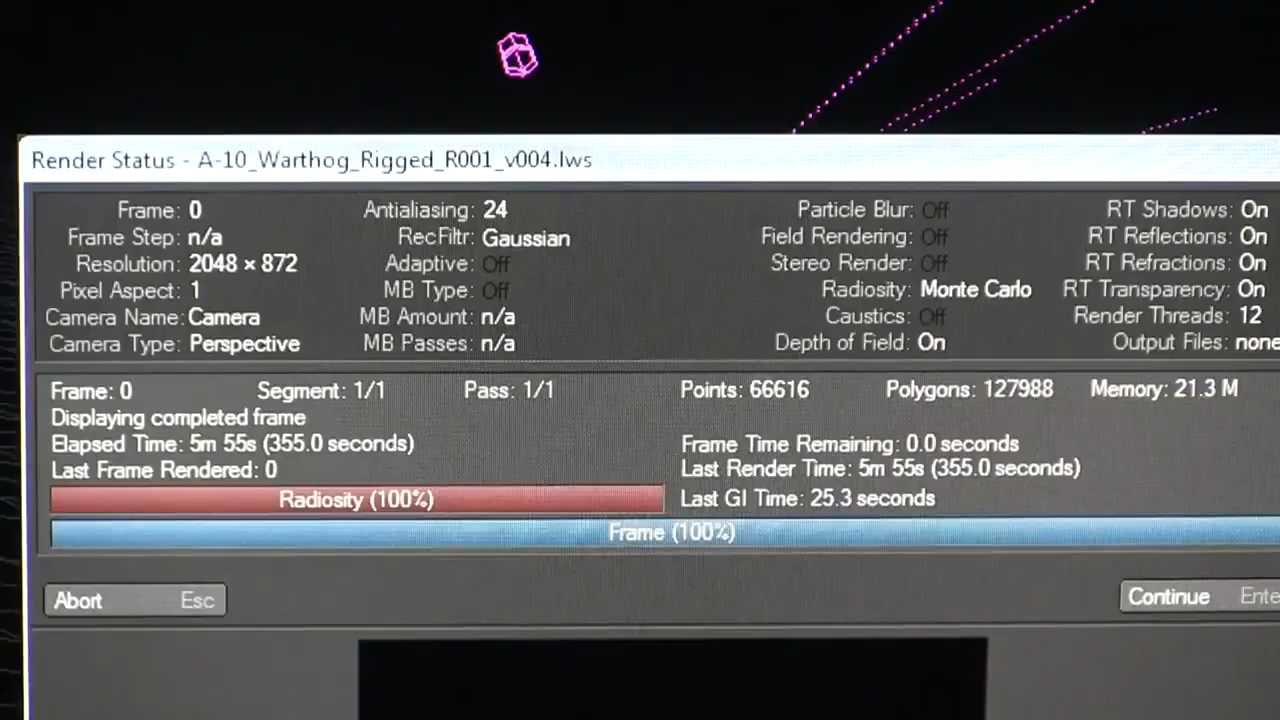 Render Status - A-10_Warthog_Rigged_R001_v004.lws
Frame: 0 Antialiasing: 24 Particle Blur: Off RT Shadows: On
Frame Step: n/a RecFiltr: Gaussian Field Rendering: Off RT Reflections: On
Resolution: 2048 × 872 Adaptive: Off Stereo Render: Off RT Refractions: On
Pixel Aspect: 1 MB Type: Off Radiosity: Monte Carlo RT Transparency: On
Camera Name: Camera MB Amount: n/a Caustics: Off Render Threads: 12
Camera Type: Perspective MB Passes: n/a Depth of Field: On Output Files: none
Frame: 0 Segment: 1/1 Pass: 1/1 Points: 66616 Polygons: 127988 Memory: 21.3 M
Displaying completed frame
Elapsed Time: 5m 55s (355.0 seconds) Frame Time Remaining: 0.0 seconds
Last Frame Rendered: 0 Last Render Time: 5m 55s (355.0 seconds)
Radiosity (100%) Last GI Time: 25.3 seconds
Frame (100%)
Abort Esc Continue Ente